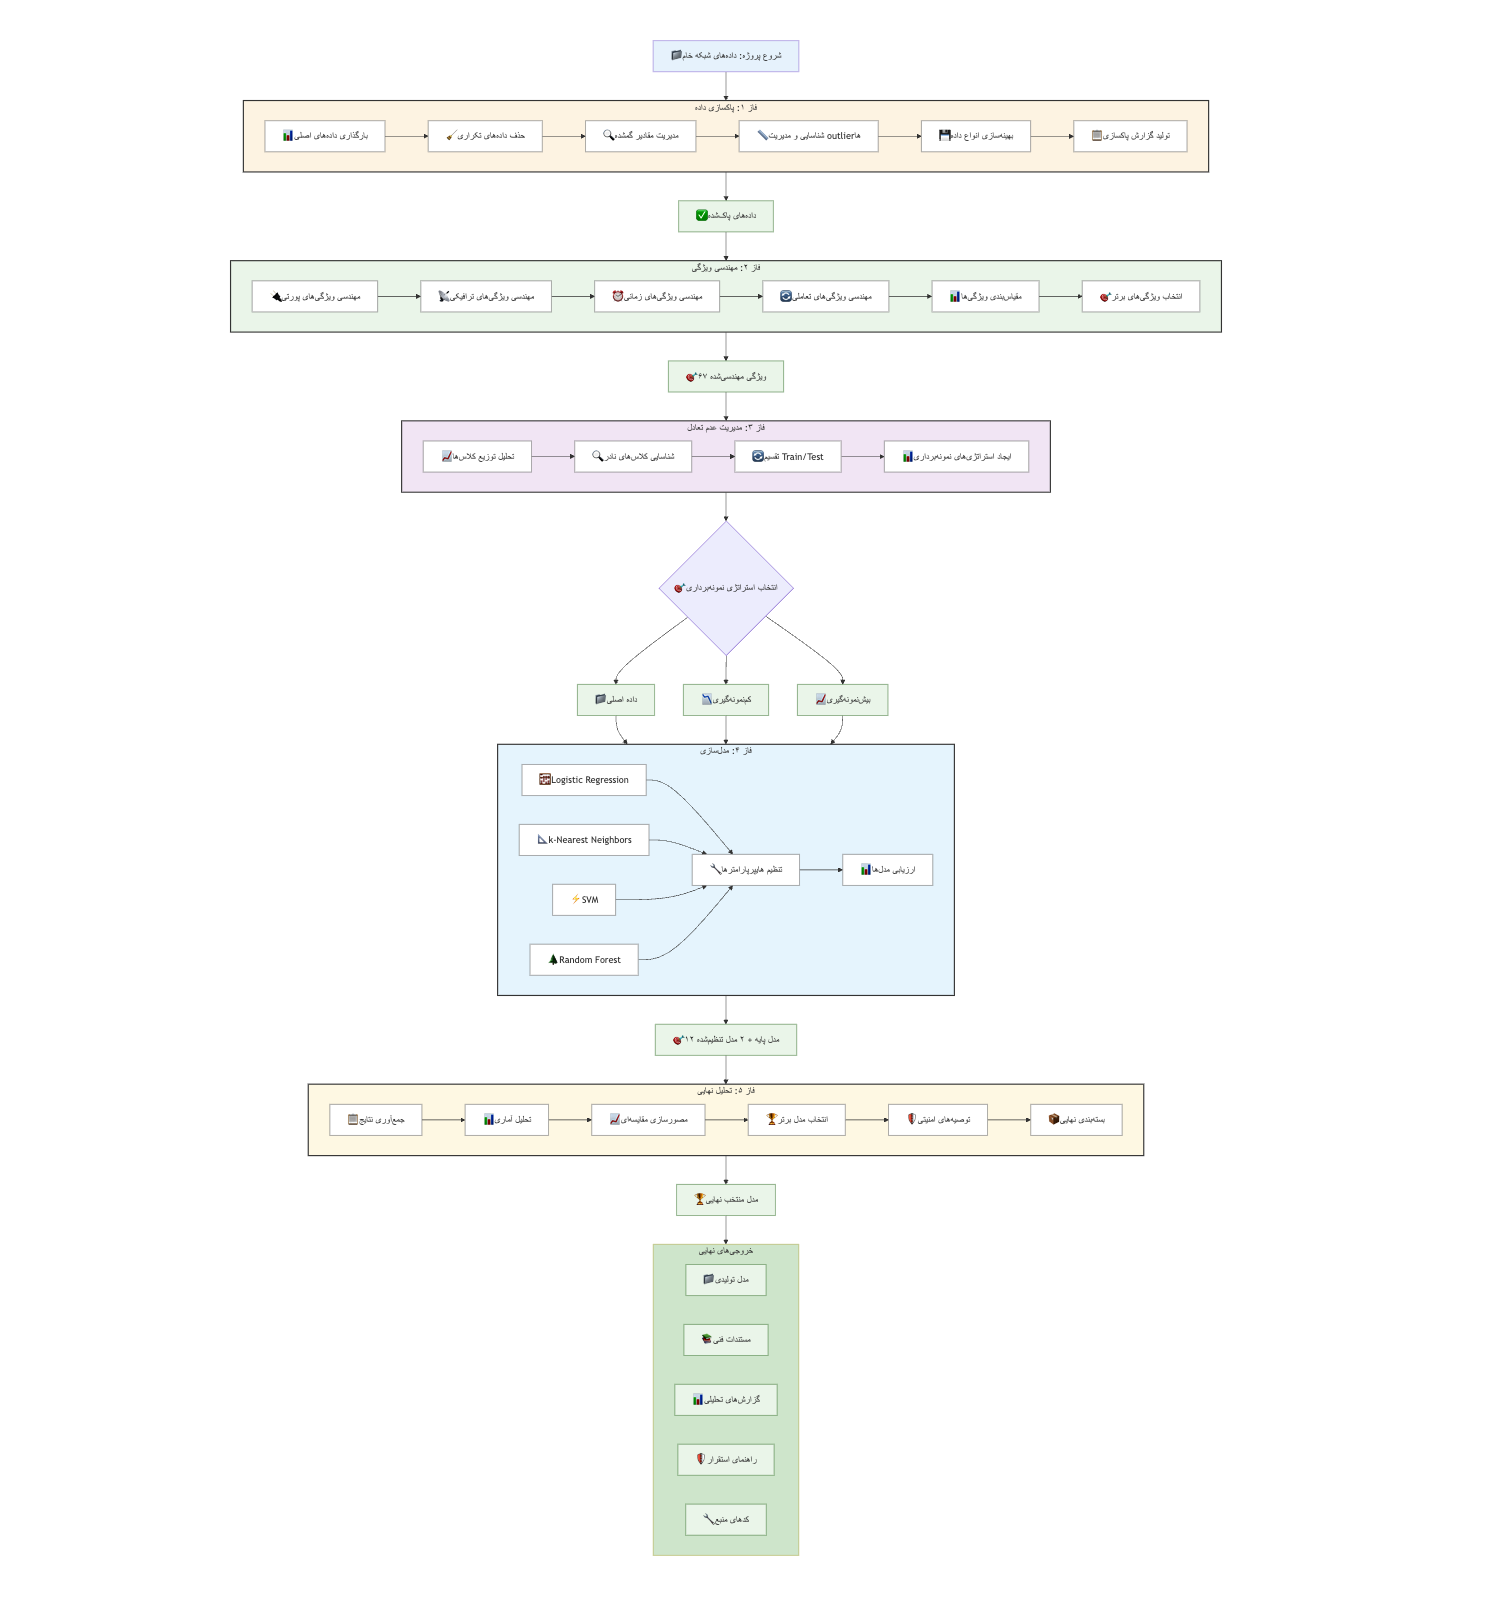 شروع پروژه: داده‌های شبکه خام📁
فاز ۱: پاکسازی داده
بارگذاری داده‌های اصلی📊
حذف داده‌های تکراری🧹
مدیریت مقادیر گمشده🔍
شناسایی و مدیریت outlierها📏
بهینه‌سازی انواع داده💾
تولید گزارش پاکسازی📋
داده‌های پاک‌شده✅
فاز ۲: مهندسی ویژگی
مهندسی ویژگی‌های پورتی🔌
مهندسی ویژگی‌های ترافیکی📡
مهندسی ویژگی‌های زمانی⏰
مهندسی ویژگی‌های تعاملی🔄
مقیاس‌بندی ویژگی‌ها📊
انتخاب ویژگی‌های برتر🎯
۴۷ ویژگی مهندسی‌شده🎯
فاز ۳: مدیریت عدم تعادل
تحلیل توزیع کلاس‌ها📈
شناسایی کلاس‌های نادر🔍
تقسیم Train/Test🔄
ایجاد استراتژی‌های نمونه‌برداری📊
انتخاب استراتژی نمونه‌برداری🎯
داده اصلی📁
کم‌نمونه‌گیری📉
بیش‌نمونه‌گیری📈
فاز ۴: مدل‌سازی
🧮Logistic Regression
📐k-Nearest Neighbors
⚡SVM
🌲Random Forest
تنظیم هایپرپارامترها🔧
ارزیابی مدل‌ها📊
۱۲ مدل پایه + ۲ مدل تنظیم‌شده🎯
فاز ۵: تحلیل نهایی
جمع‌آوری نتایج📋
تحلیل آماری📊
مصورسازی مقایسه‌ای📈
انتخاب مدل برتر🏆
توصیه‌های امنیتی🛡️
بسته‌بندی نهایی📦
مدل منتخب نهایی🏆
خروجی‌های نهایی
مدل تولیدی📁
مستندات فنی📚
گزارش‌های تحلیلی📊
راهنمای استقرار🛡️
کدهای منبع🔧